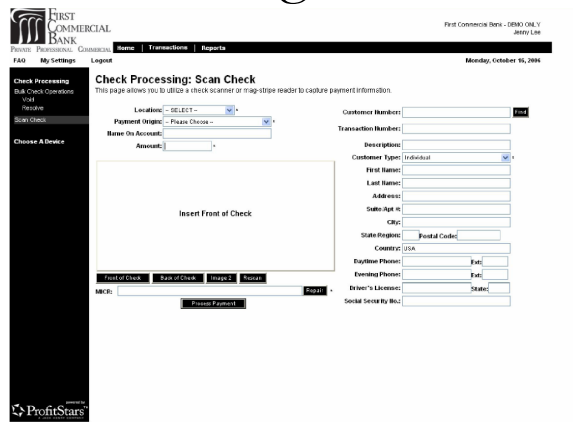 FIRST
COMMERCIAL
BANK
PRIVATE PROFESSIONAL COMMERCIAL
First Commercial Bank - DEMO ONLY
Jenny Lee
Home | Transactions | Reports
FAQ My Settings Logout
Monday, October 16, 2006
Check Processing
Bulk Check Operations
Void
Resolve
Scan Check
Choose A Device
Check Processing: Scan Check
This page allows you to utilize a check scanner or mag-stripe reader to capture payment information.
Location: -- SELECT -- *
Payment Origin: -- Please Choose -- *
Name On Account:
Amount: *
Insert Front of Check
Front of Check Back of Check Image 2 Rescan
MICR: Repair *
Process Payment
Customer Number: Find
Transaction Number:
Description:
Customer Type: Individual *
First Name:
Last Name:
Address:
Suite/Apt #:
City:
State Region: Postal Code:
Country: USA
Daytime Phone: Ext:
Evening Phone: Ext:
Driver's License: State:
Social Security No.:
powered by
ProfitStars